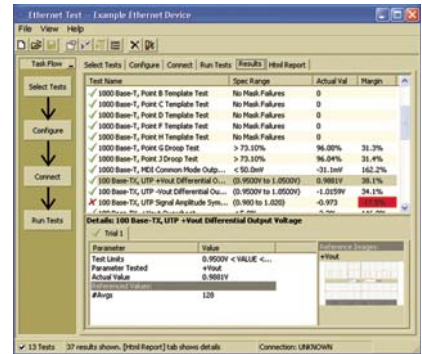 Ethernet Test -- Example Ethernet Device
File View Help
Task Flow
Select Tests Configure Connect Run Tests Results Html Report
Select Tests
Configure
Connect
Run Tests
Test Name Spec Range Actual Val Margin
1000 Base-T, Point B Template Test No Mask Failures 0
1000 Base-T, Point C Template Test No Mask Failures 0
1000 Base-T, Point D Template Test No Mask Failures 0
1000 Base-T, Point F Template Test No Mask Failures 0
1000 Base-T, Point H Template Test No Mask Failures 0
1000 Base-T, Point G Droop Test > 73.10% 96.00% 31.3%
1000 Base-T, Point J Droop Test > 73.10% 96.04% 31.4%
1000 Base-T, MDI Common Mode Outp... < 50.0mV -31.1mV 162.2%
100 Base-TX, UTP +Vout Differential O... (0.9500V to 1.0500V) 0.9881V 38.1%
100 Base-TX, UTP -Vout Differential Ou... (0.9500V to 1.0500V) -1.0159V 34.1%
100 Base-TX, UTP Signal Amplitude Sym... (0.980 to 1.020) -0.973
Details: 100 Base-TX, UTP +Vout Differential Output Voltage
Trial 1
Parameter Value
Test Limits 0.9500V < VALUE <...
Parameter Tested +Vout
Actual Value 0.9881V
Referenced Values:
#Avgs 128
Reference Images:
+Vout
13 Tests 37 results shown. [Html Report] tab shows details Connection: UNKNOWN